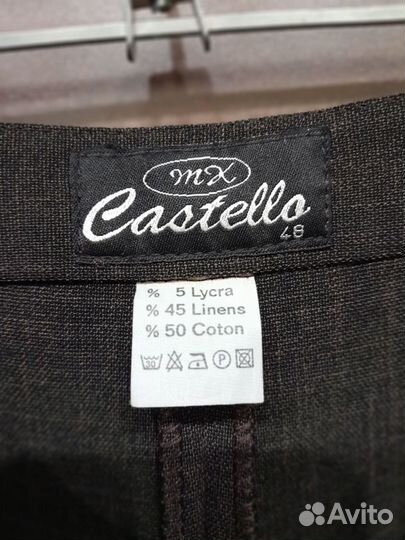 MX
Castello
48
% 5 Lycra
% 45 Linens
% 50 Coton
30 P
Avito